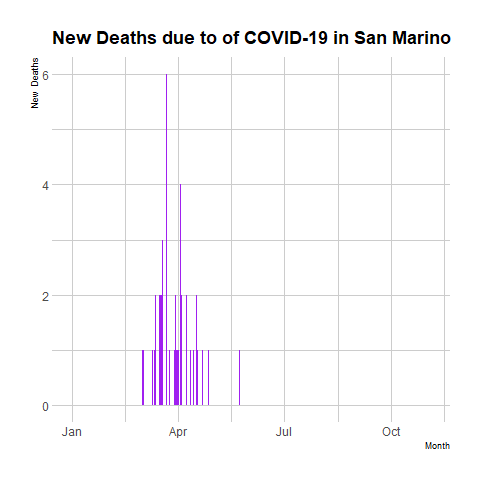 New Deaths due to of COVID-19 in San Marino
New Deaths
6
4
2
0
Jan Apr Jul Oct
Month